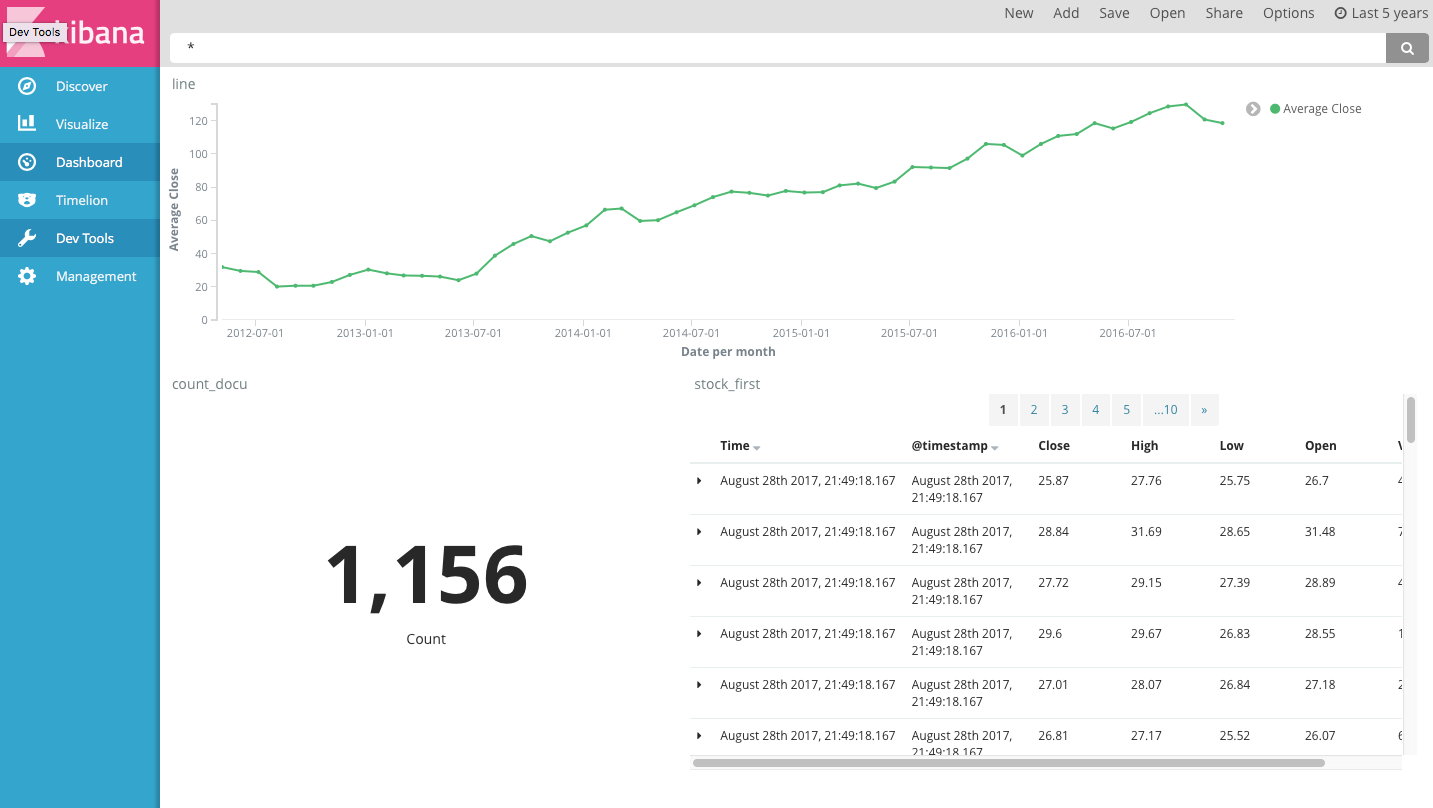 Dev Tools
kibana
Discover
Visualize
Dashboard
Timelion
Dev Tools
Management
New Add Save Open Share Options Last 5 years
*
line
Average Close
120
100
80
60
40
20
0
Average Close
2012-07-01 2013-01-01 2013-07-01 2014-01-01 2014-07-01 2015-01-01 2015-07-01 2016-01-01 2016-07-01
Date per month
count_docu
1,156
Count
stock_first
1 2 3 4 5 ...10 »
Time @timestamp Close High Low Open
August 28th 2017, 21:49:18.167 August 28th 2017, 25.87 27.76 25.75 26.7
21:49:18.167
August 28th 2017, 21:49:18.167 August 28th 2017, 28.84 31.69 28.65 31.48
21:49:18.167
August 28th 2017, 21:49:18.167 August 28th 2017, 27.72 29.15 27.39 28.89
21:49:18.167
August 28th 2017, 21:49:18.167 August 28th 2017, 29.6 29.67 26.83 28.55
21:49:18.167
August 28th 2017, 21:49:18.167 August 28th 2017, 27.01 28.07 26.84 27.18
21:49:18.167
August 28th 2017, 21:49:18.167 August 28th 2017, 26.81 27.17 25.52 26.07
21:49:18.167